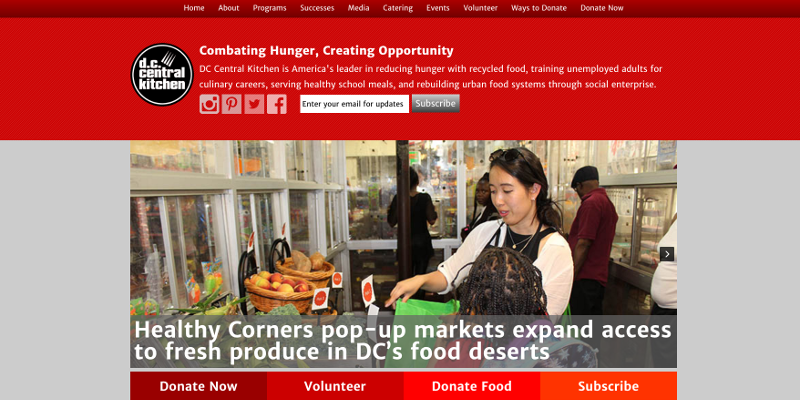 Home About Programs Successes Media Catering Events Volunteer Ways to Donate Donate Now
d.c. central kitchen
Combating Hunger, Creating Opportunity
DC Central Kitchen is America's leader in reducing hunger with recycled food, training unemployed adults for
culinary careers, serving healthy school meals, and rebuilding urban food systems through social enterprise.
Enter your email for updates Subscribe
Healthy Corners pop-up markets expand access
to fresh produce in DC's food deserts
Donate Now Volunteer Donate Food Subscribe